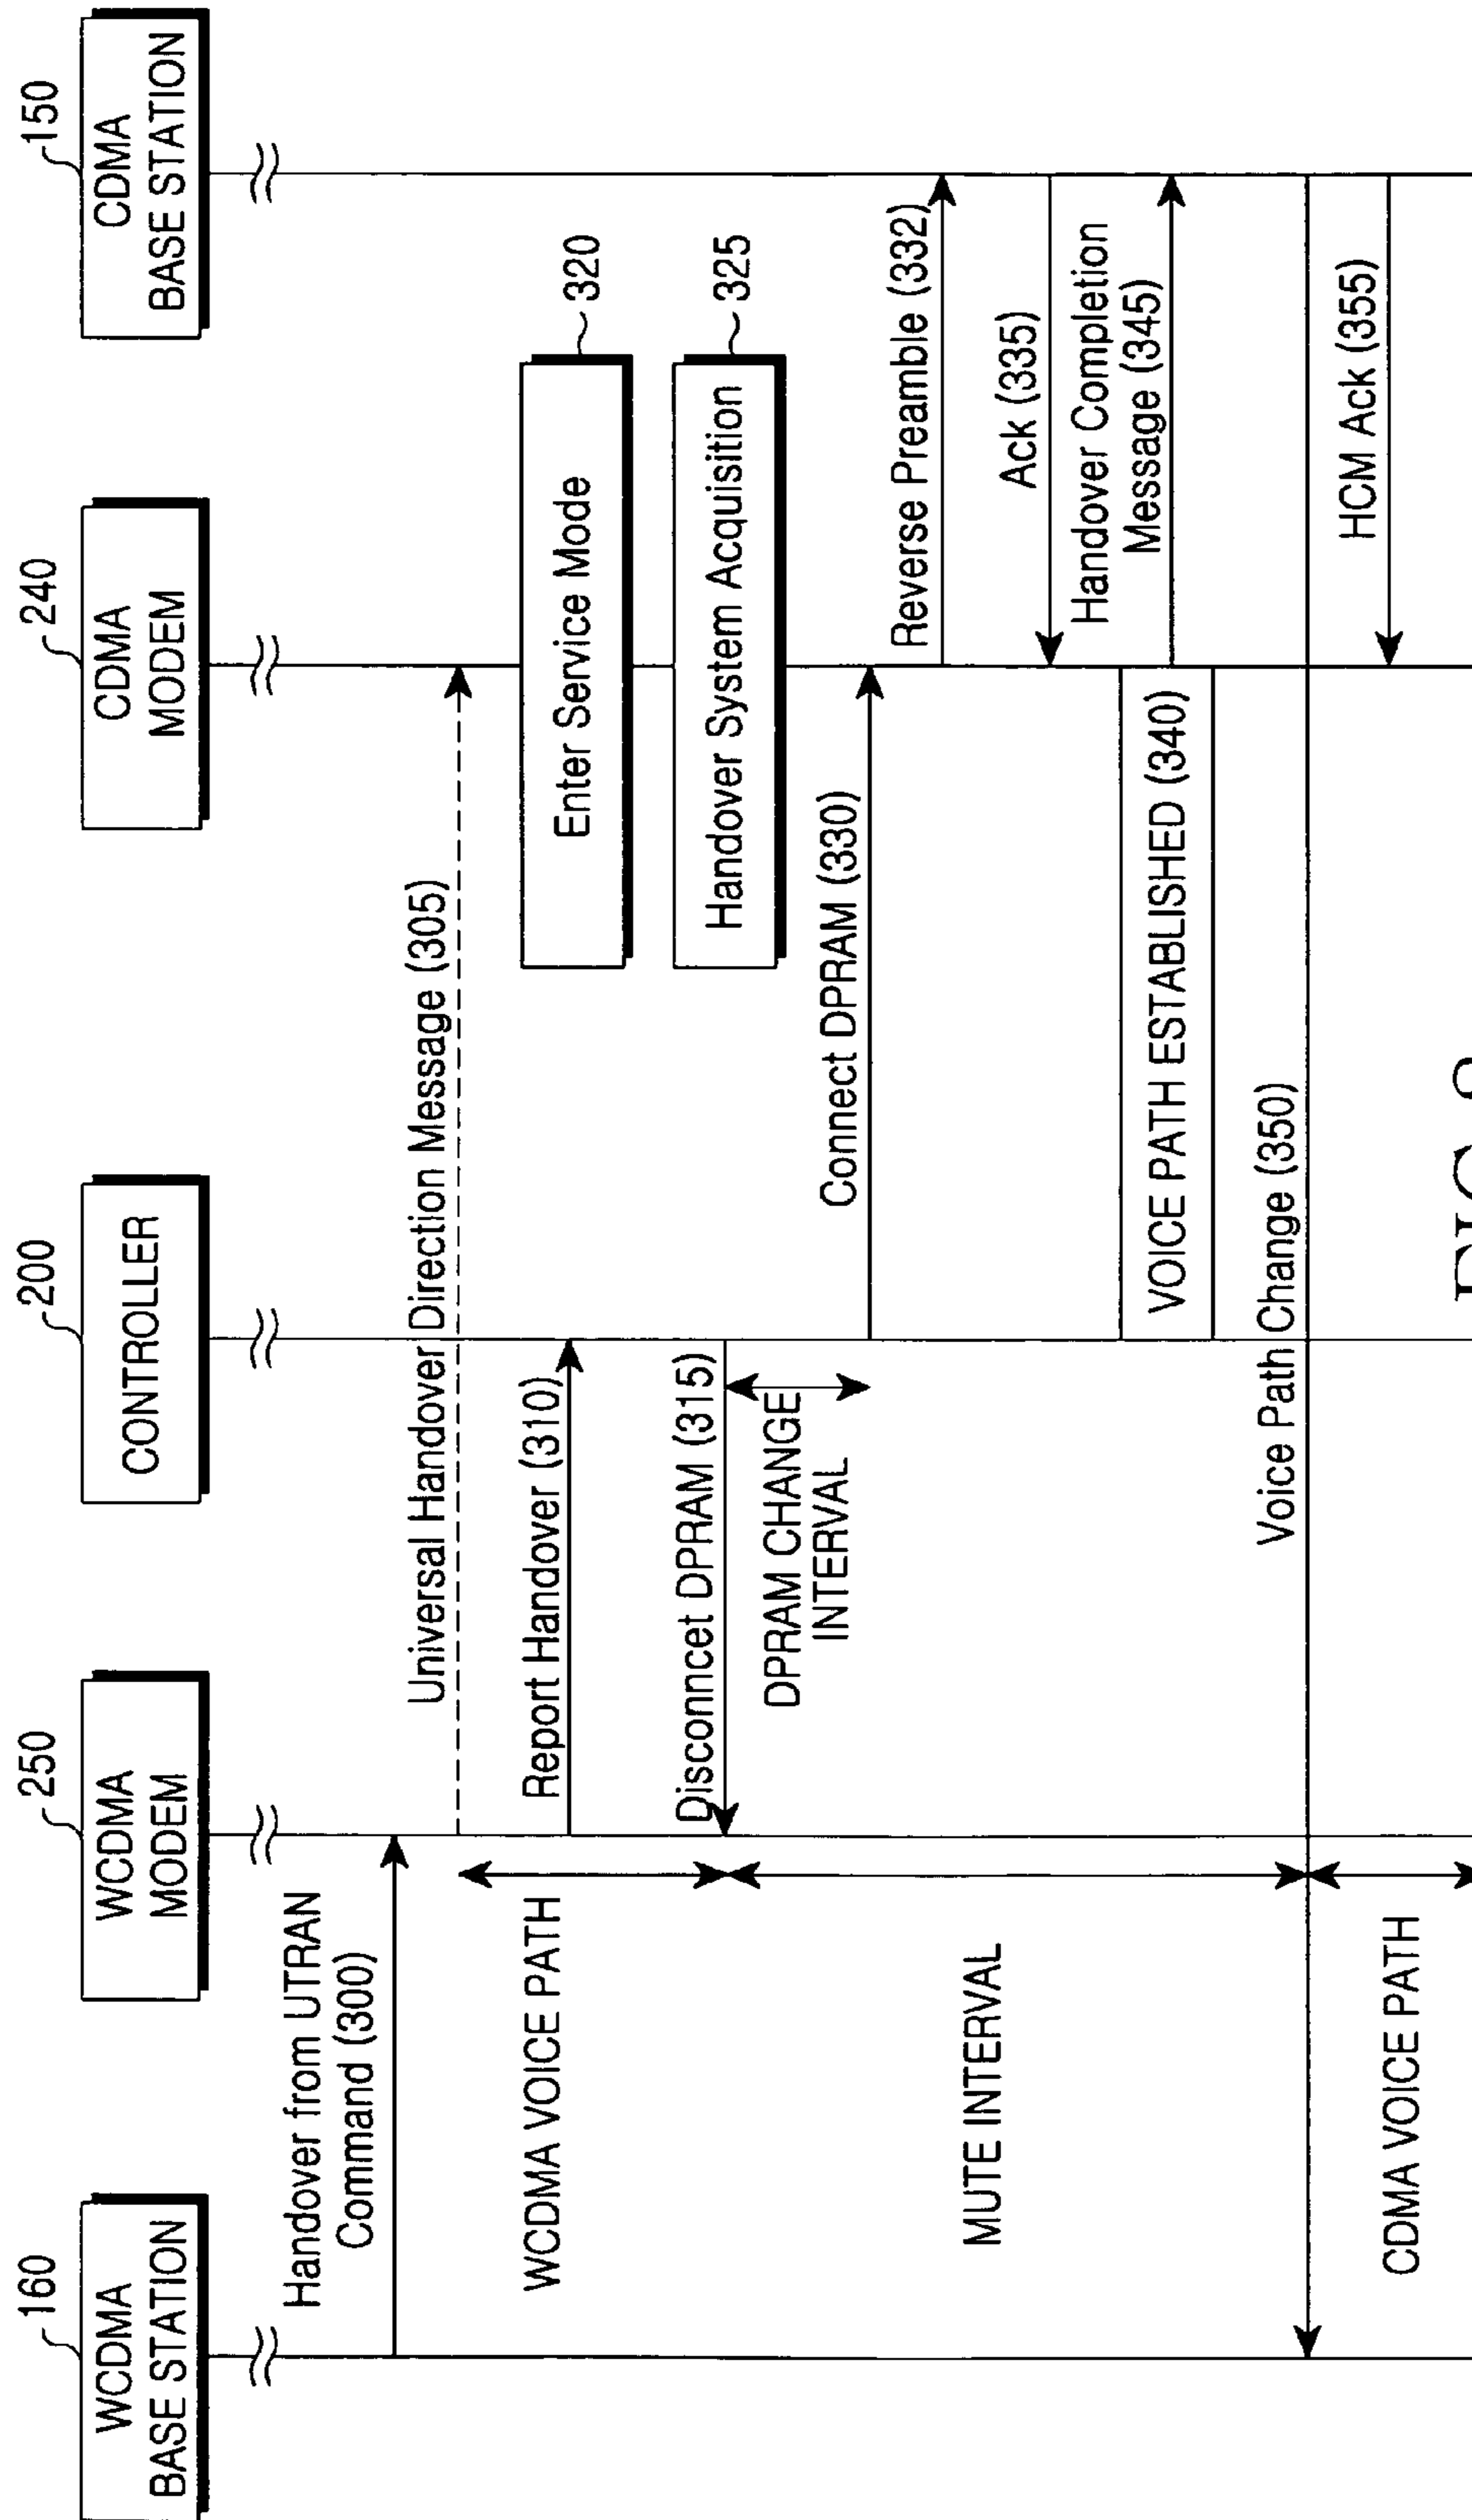 160
WCDMA
BASE STATION
250
WCDMA
MODEM
200
CONTROLLER
240
CDMA
MODEM
150
CDMA
BASE STATION
Handover from UTRAN
Command (300)
Universal Handover Direction Message (305)
WCDMA VOICE PATH
Report Handover (310)
Enter Service Mode
320
Disconncet DPRAM (315)
Handover System Acquisition
325
DPRAM CHANGE
INTERVAL
Connect DPRAM (330)
Reverse Preamble (332)
MUTE INTERVAL
Ack (335)
Handover Completion
Message (345)
VOICE PATH ESTABLISHED (340)
Voice Path Change (350)
HCM Ack (355)
CDMA VOICE PATH